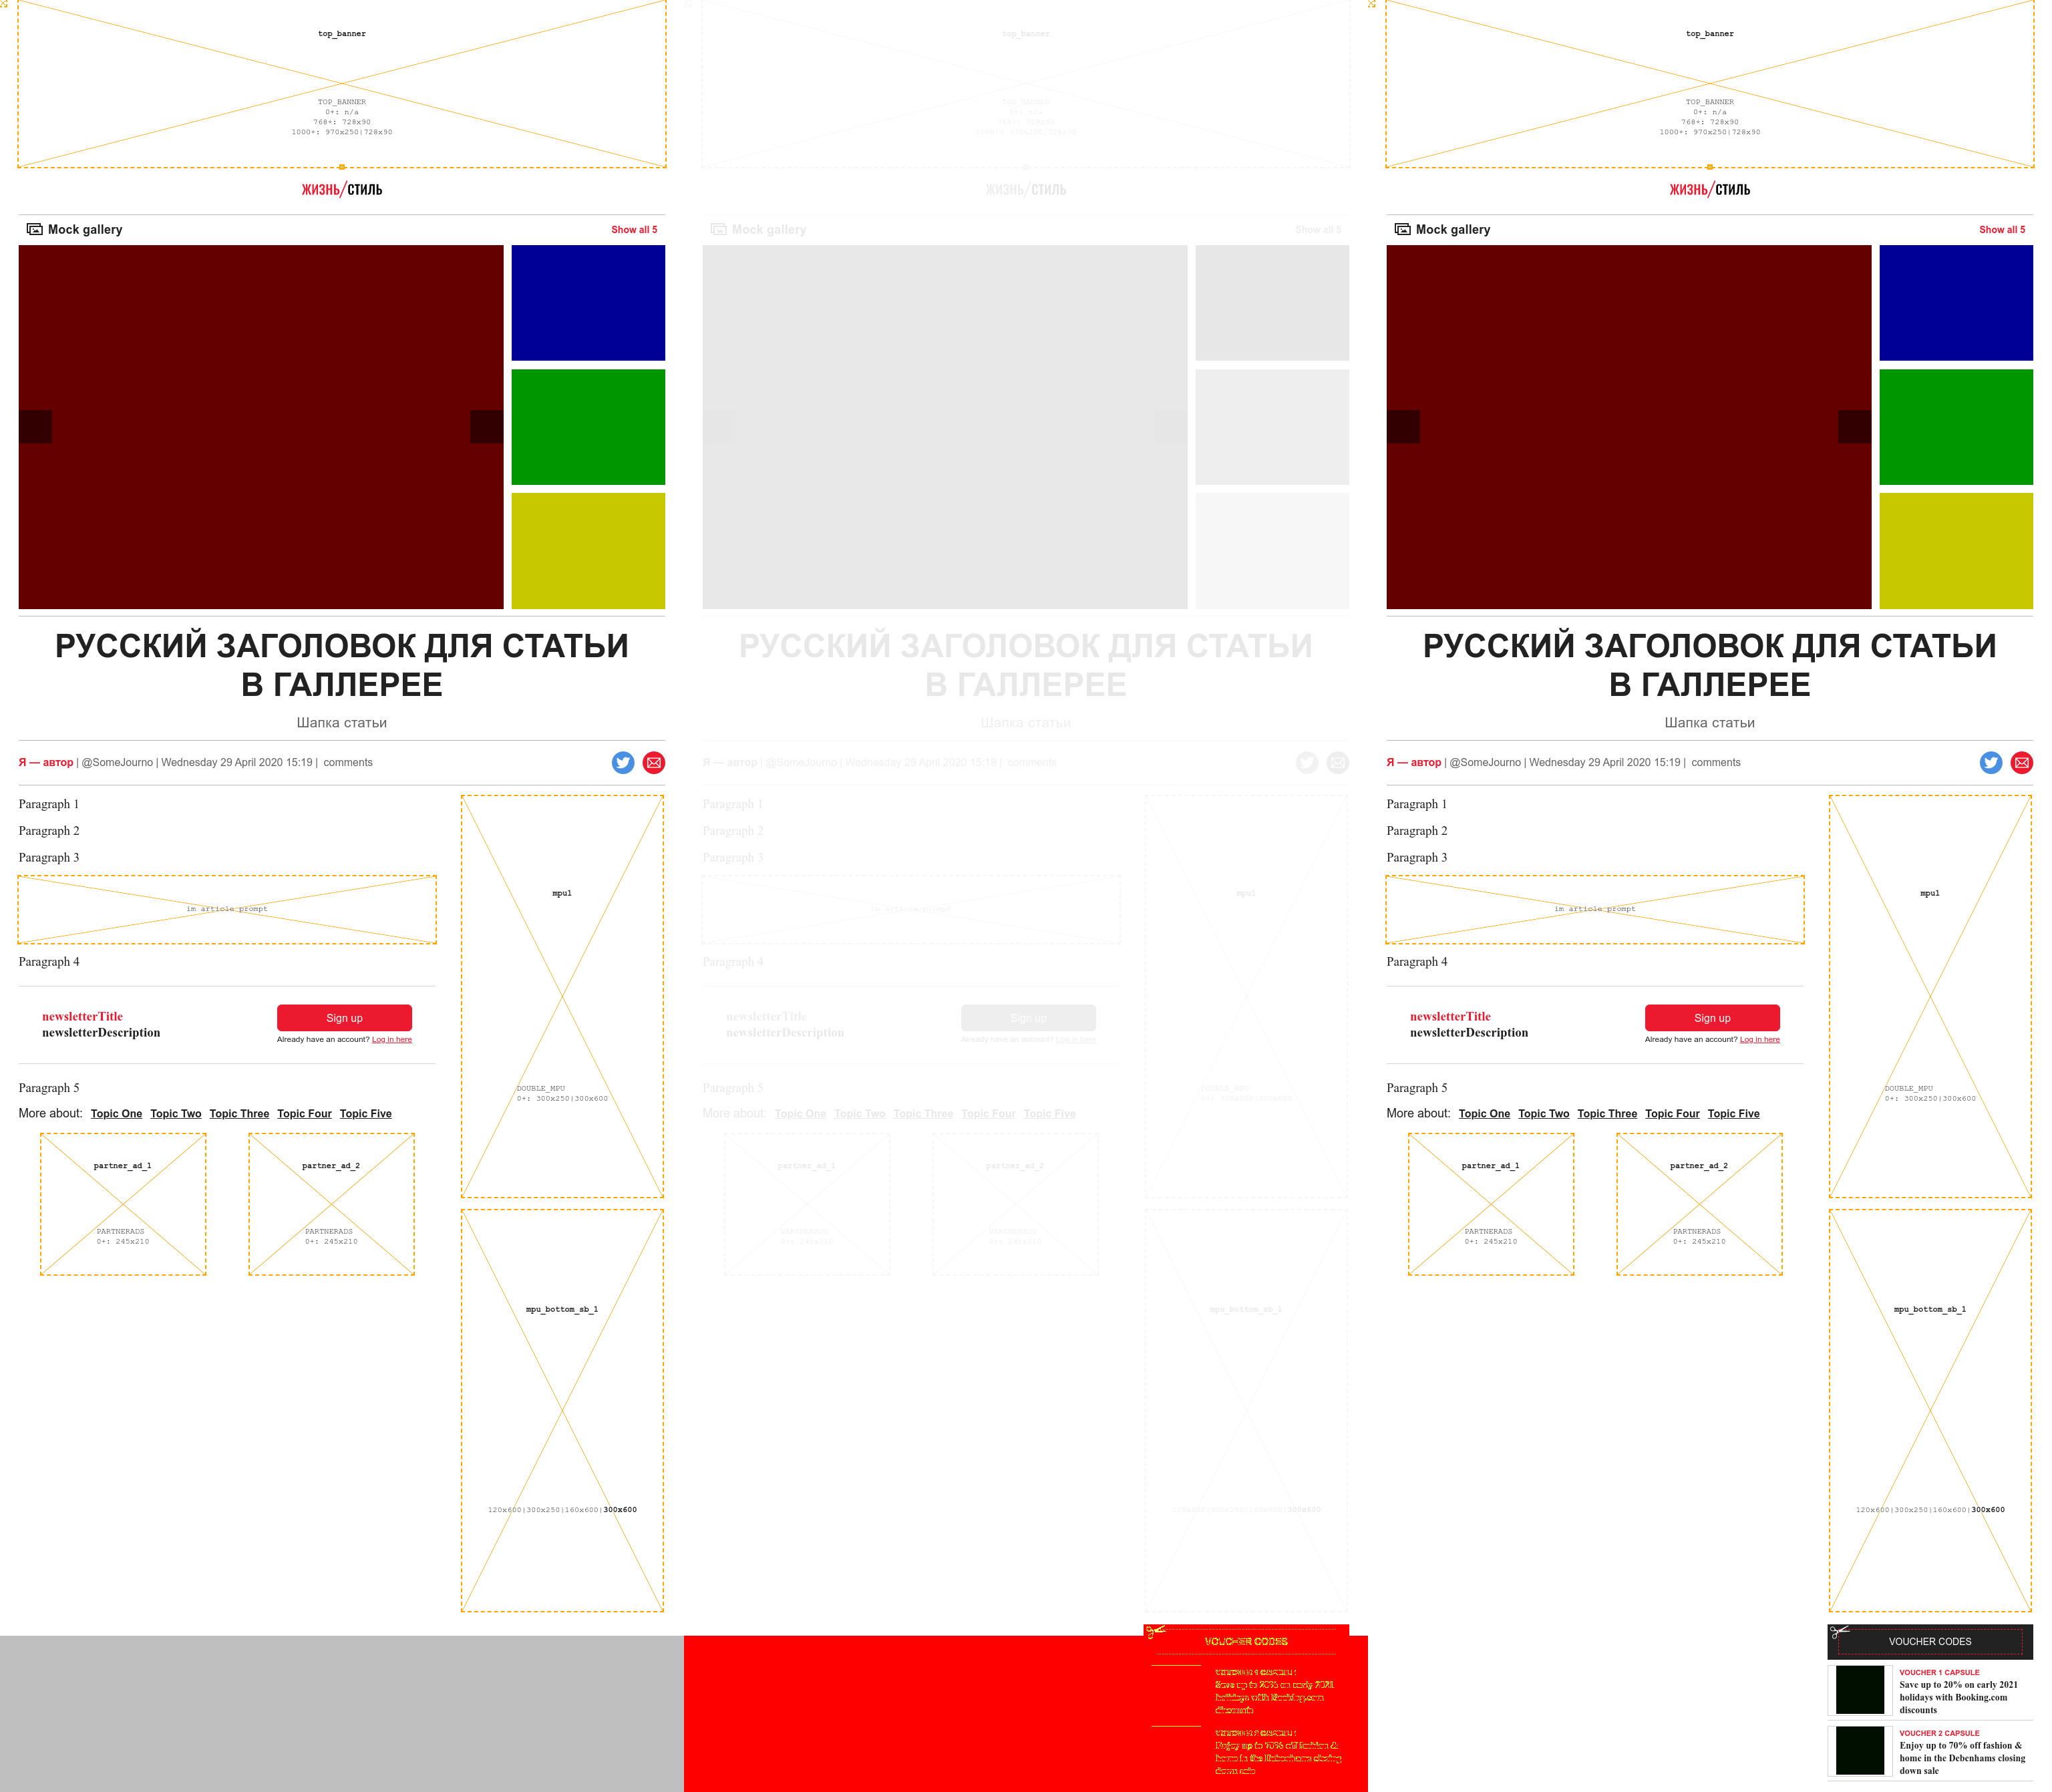 top_banner
TOP_BANNER
0+: n/a
768+: 728x90
1000+: 970x250|728x90
ЖИЗНЬ/СТИЛЬ
Mock gallery
Show all 5
РУССКИЙ ЗАГОЛОВОК ДЛЯ СТАТЬИ
В ГАЛЛЕРЕЕ
Шапка статьи
Я — автор | @SomeJourno | Wednesday 29 April 2020 15:19 | comments
Paragraph 1
Paragraph 2
Paragraph 3
im article prompt
Paragraph 4
newsletterTitle
newsletterDescription
Sign up
Already have an account? Log in here
Paragraph 5
More about: Topic One Topic Two Topic Three Topic Four Topic Five
partner_ad_1
PARTNERADS
0+: 245x210
partner_ad_2
PARTNERADS
0+: 245x210
mpu1
DOUBLE_MPU
0+: 300x250|300x600
mpu_bottom_sb_1
120x600|300x250|160x600|300x600
top_banner
TOP_BANNER
0+: n/a
768+: 728x90
1000+: 970x250|728x90
ЖИЗНЬ/СТИЛЬ
Mock gallery
Show all 5
РУССКИЙ ЗАГОЛОВОК ДЛЯ СТАТЬИ
В ГАЛЛЕРЕЕ
Шапка статьи
Я — автор | @SomeJourno | Wednesday 29 April 2020 15:19 | comments
Paragraph 1
Paragraph 2
Paragraph 3
im article prompt
Paragraph 4
newsletterTitle
newsletterDescription
Sign up
Already have an account? Log in here
Paragraph 5
More about: Topic One Topic Two Topic Three Topic Four Topic Five
partner_ad_1
PARTNERADS
0+: 245x210
partner_ad_2
PARTNERADS
0+: 245x210
mpu1
DOUBLE_MPU
0+: 300x250|300x600
mpu_bottom_sb_1
120x600|300x250|160x600|300x600
VOUCHER CODES
top_banner
TOP_BANNER
0+: n/a
768+: 728x90
1000+: 970x250|728x90
ЖИЗНЬ/СТИЛЬ
Mock gallery
Show all 5
РУССКИЙ ЗАГОЛОВОК ДЛЯ СТАТЬИ
В ГАЛЛЕРЕЕ
Шапка статьи
Я — автор | @SomeJourno | Wednesday 29 April 2020 15:19 | comments
Paragraph 1
Paragraph 2
Paragraph 3
im article prompt
Paragraph 4
newsletterTitle
newsletterDescription
Sign up
Already have an account? Log in here
Paragraph 5
More about: Topic One Topic Two Topic Three Topic Four Topic Five
partner_ad_1
PARTNERADS
0+: 245x210
partner_ad_2
PARTNERADS
0+: 245x210
mpu1
DOUBLE_MPU
0+: 300x250|300x600
mpu_bottom_sb_1
120x600|300x250|160x600|300x600
VOUCHER CODES
VOUCHER 1 CAPSULE
Save up to 20% on early 2021
holidays with Booking.com
discounts
VOUCHER 2 CAPSULE
Enjoy up to 70% off fashion &
home in the Debenhams closing
down sale